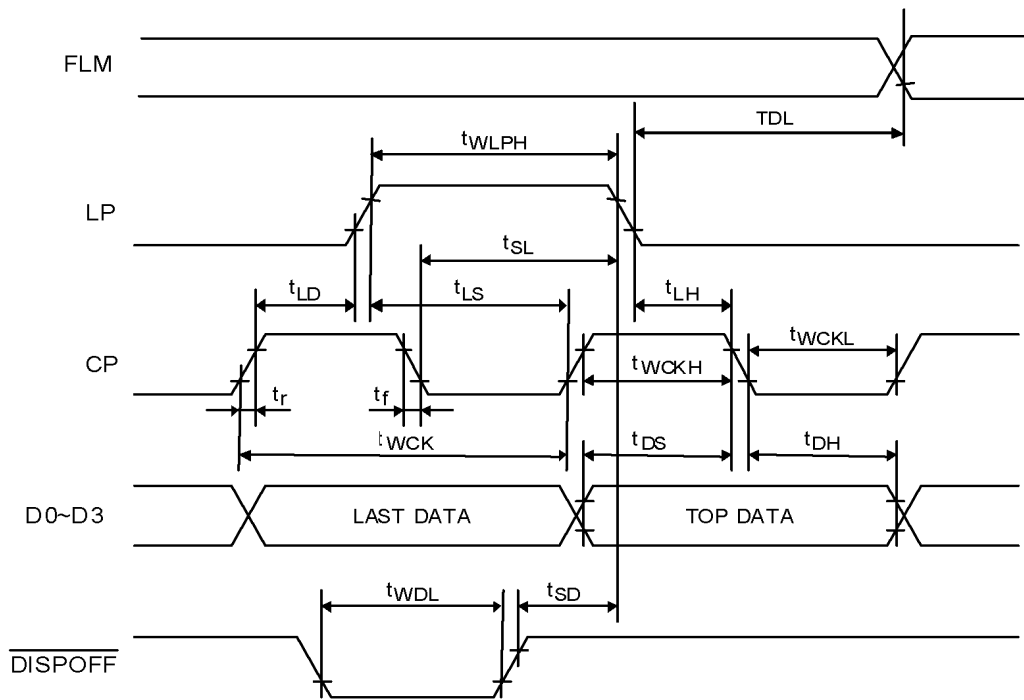 FLM
TDL
tWLPH
LP
tSL
tLD
tLS
tLH
tWCKL
CP
tWCKH
tr
tf
tWCK
tDS
tDH
D0~D3
LAST DATA
TOP DATA
tWDL
tSD
DISPOFF